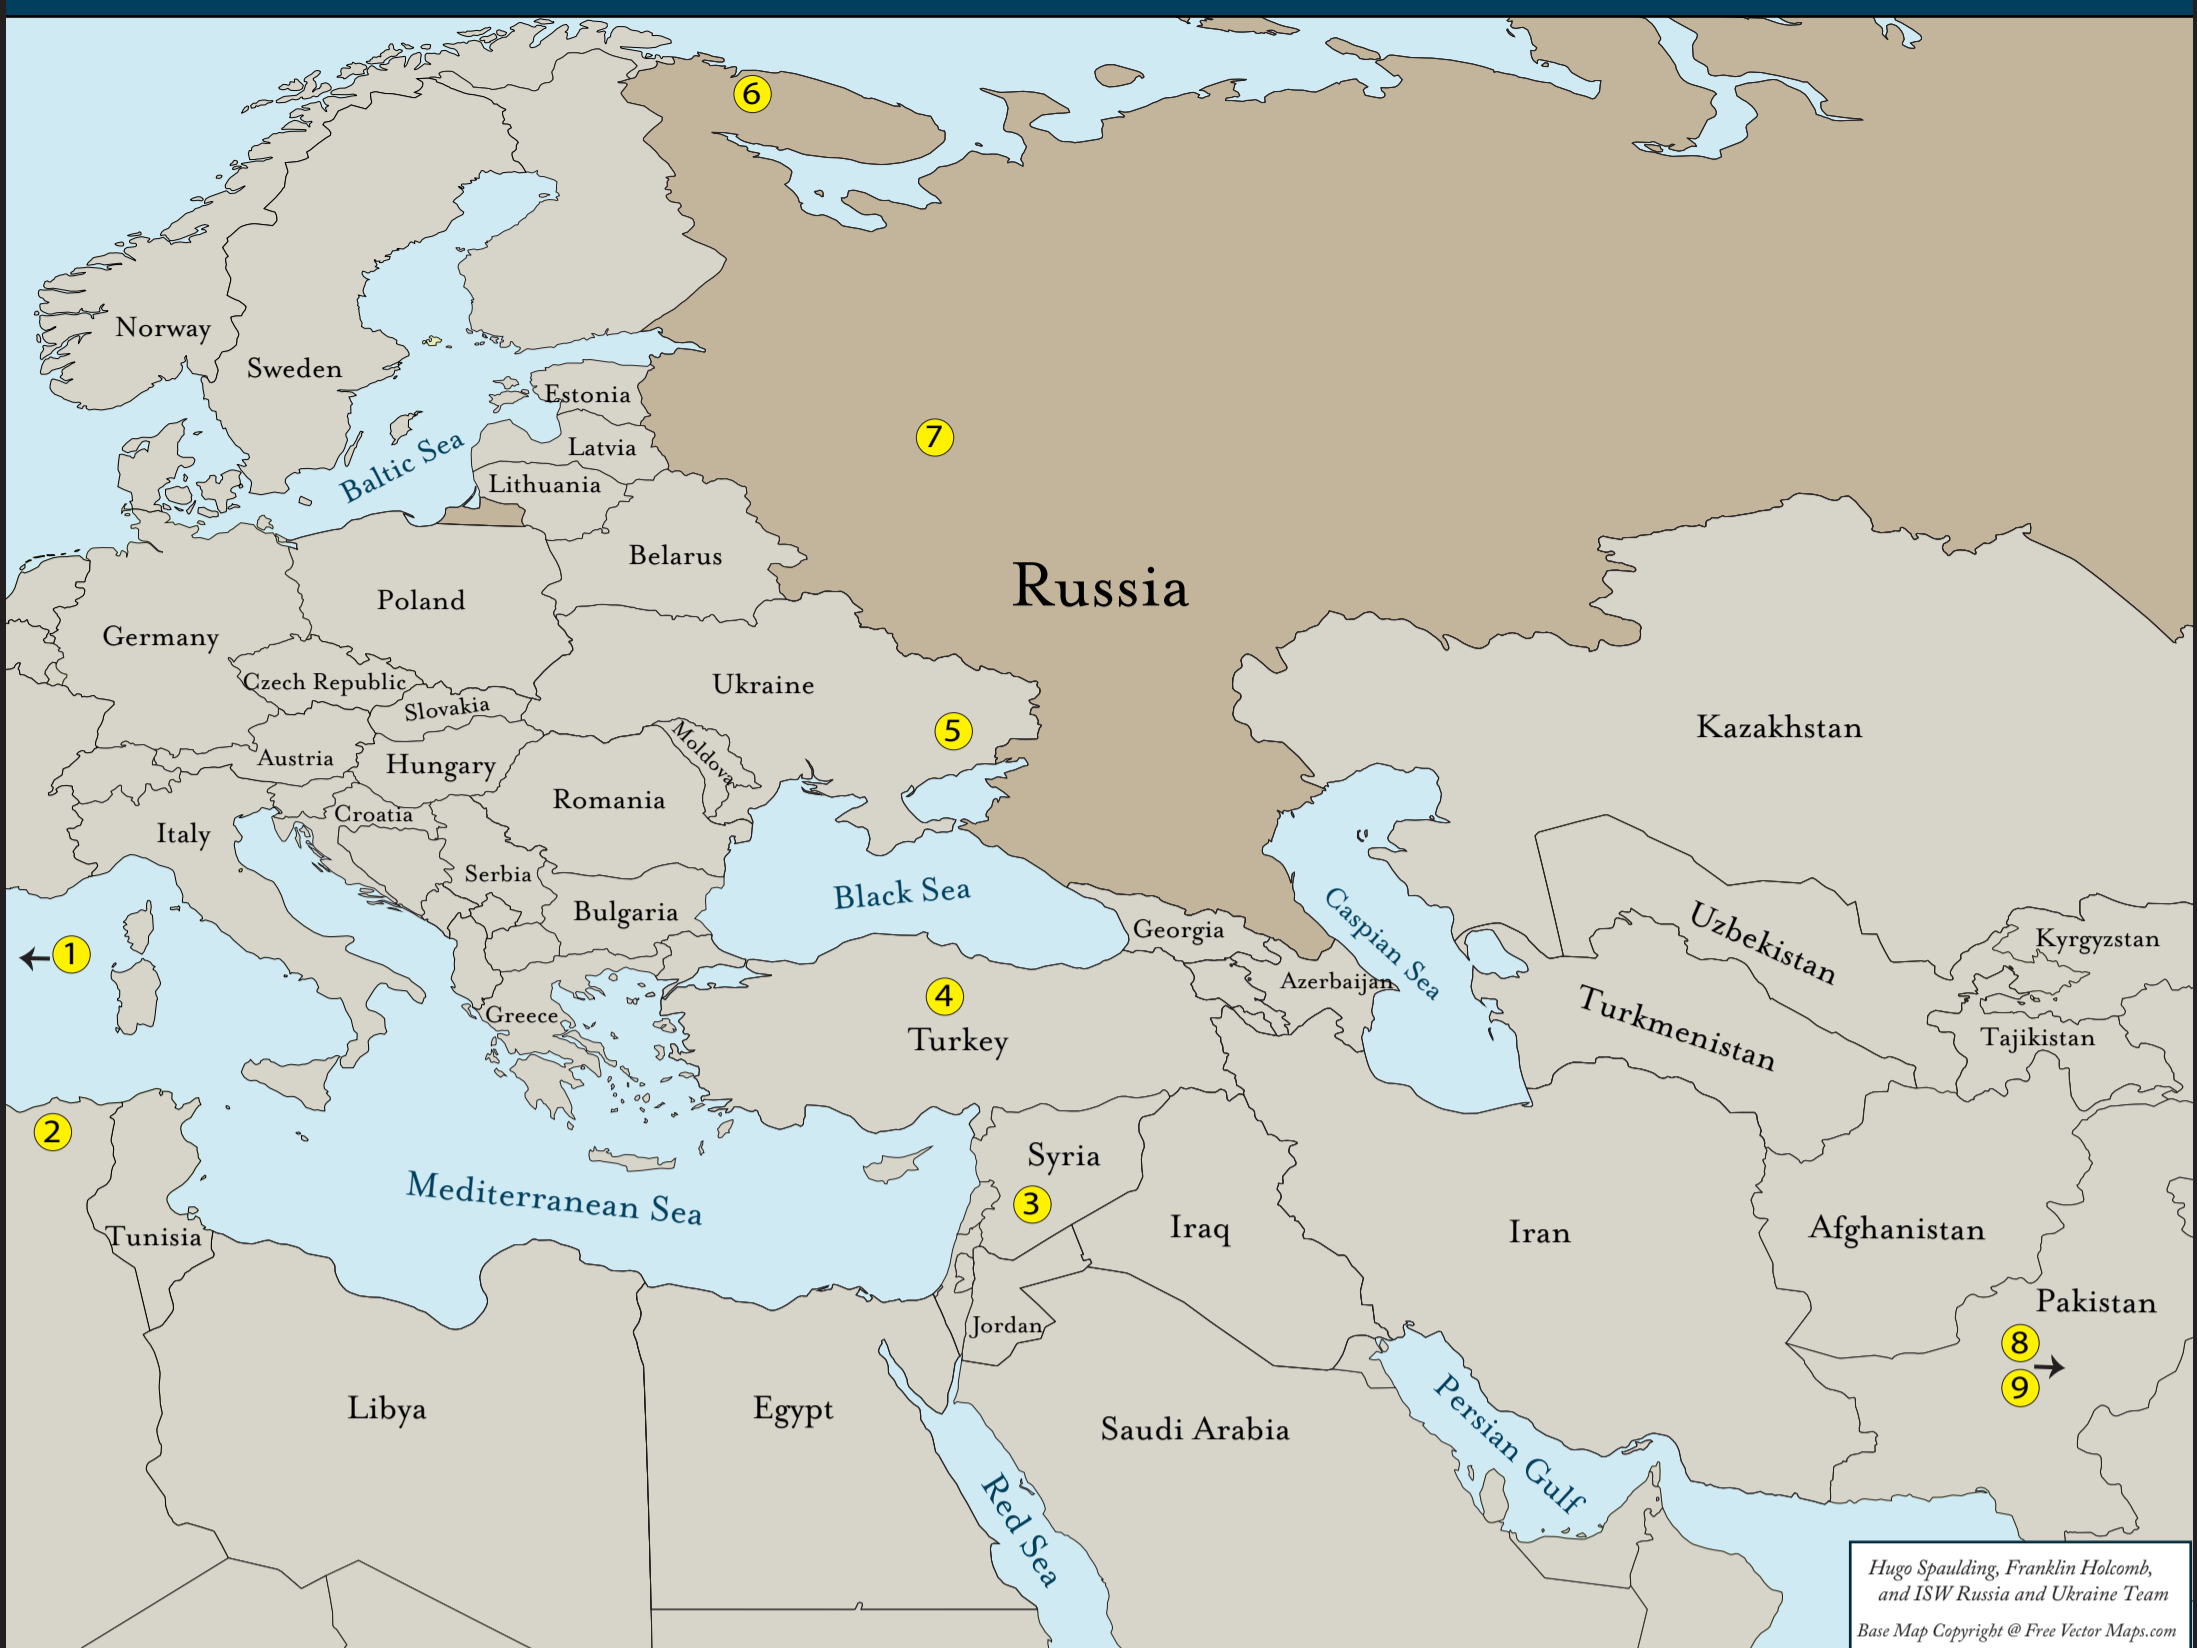 6
Norway
Sweden
Estonia
7
Baltic Sea
Latvia
Lithuania
Belarus
Russia
Poland
Germany
Czech Republic
Ukraine
Slovakia
5
Kazakhstan
Moldova
Austria
Hungary
Romania
Croatia
Italy
Serbia
Black Sea
Bulgaria
Georgia
Caspian Sea
Uzbekistan
Kyrgyzstan
1
Azerbaijan
4
Greece
Turkey
Turkmenistan
Tajikistan
2
Syria
Mediterranean Sea
3
Tunisia
Iraq
Iran
Afghanistan
Pakistan
Jordan
8
9
Libya
Egypt
Saudi Arabia
Persian Gulf
Red Sea
Hugo Spaulding, Franklin Holcomb,
and ISW Russia and Ukraine Team
Base Map Copyright @ Free Vector Maps.com